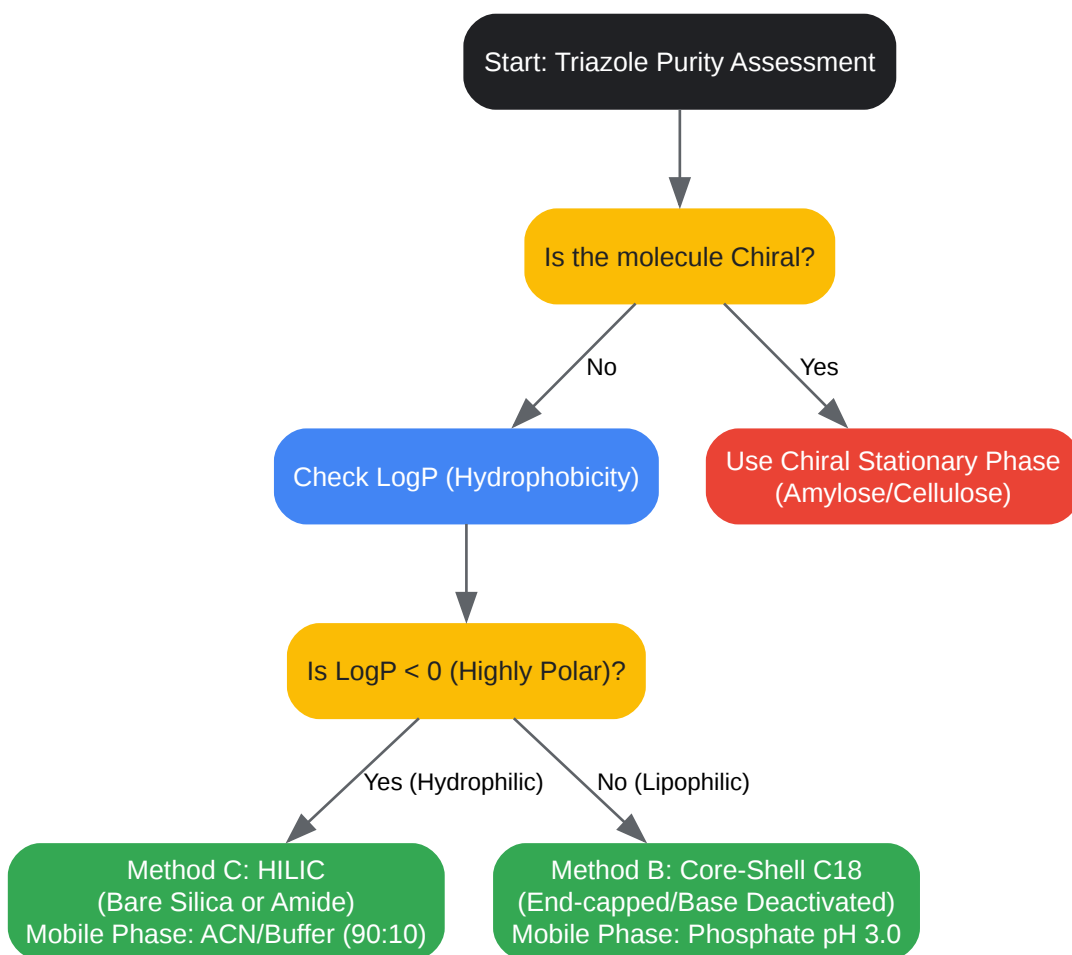 Start: Triazole Purity Assessment
Is the molecule Chiral?
No
Yes
Check LogP (Hydrophobicity)
Use Chiral Stationary Phase
(Amylose/Cellulose)
Is LogP < 0 (Highly Polar)?
Yes (Hydrophilic)
No (Lipophilic)
Method C: HILIC
(Bare Silica or Amide)
Mobile Phase: ACN/Buffer (90:10)
Method B: Core-Shell C18
(End-capped/Base Deactivated)
Mobile Phase: Phosphate pH 3.0